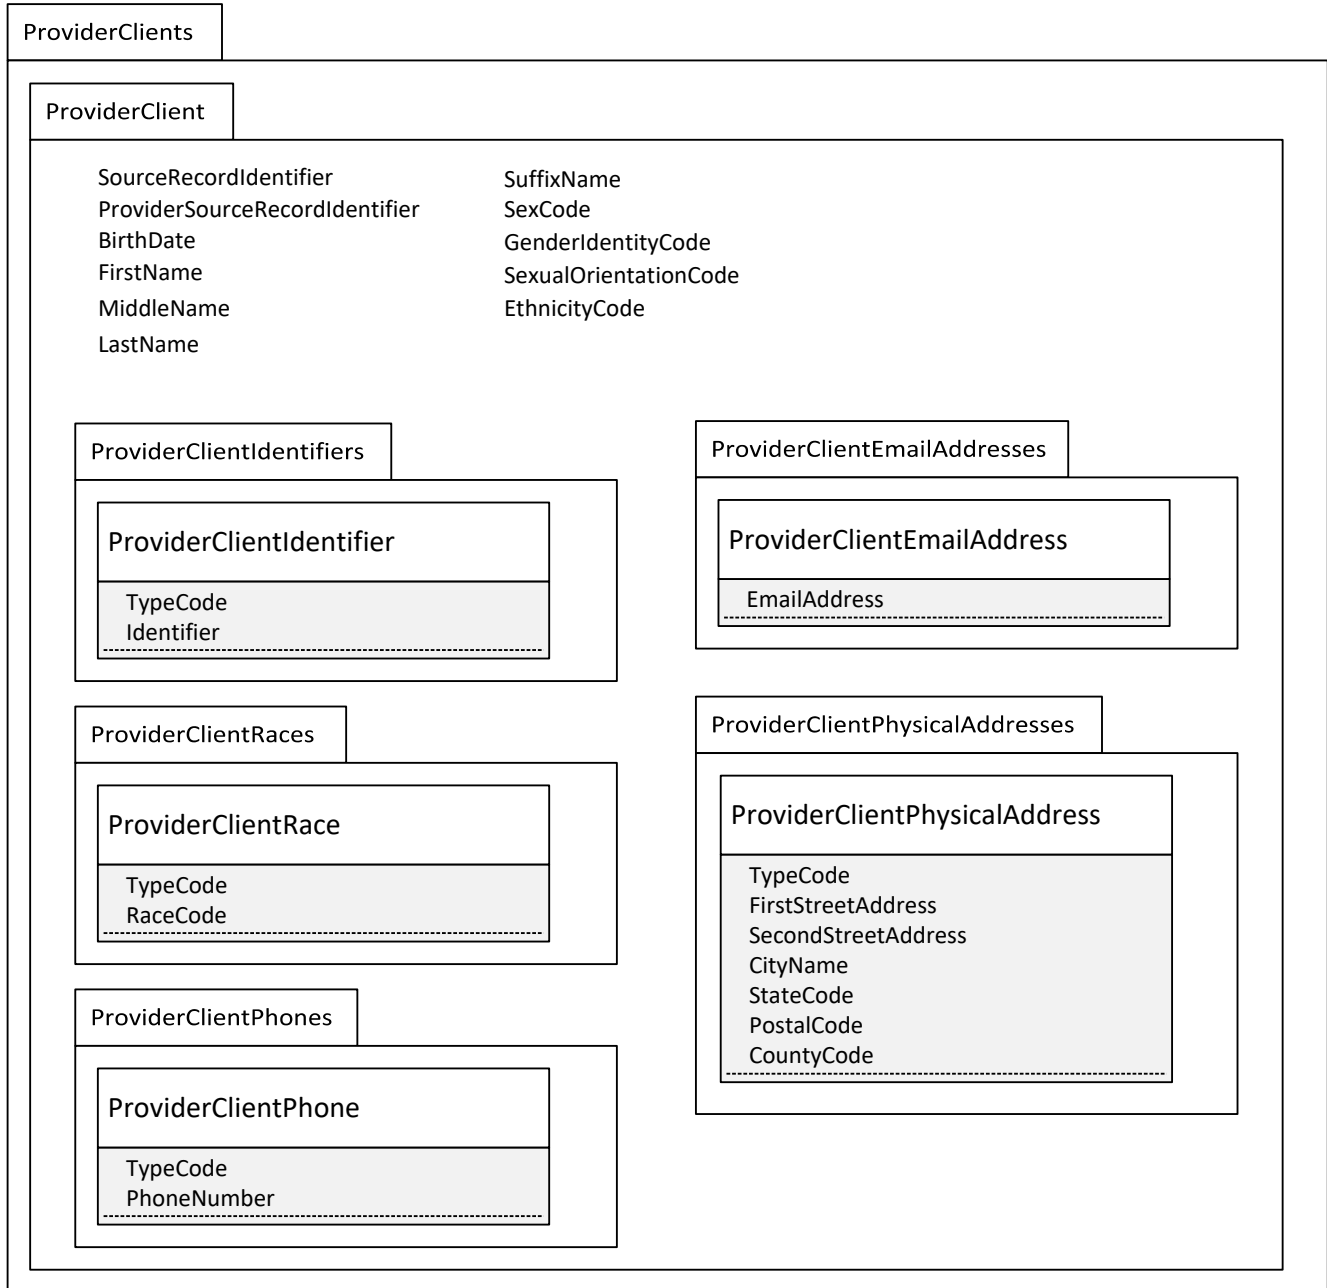 ProviderClients
ProviderClient
SourceRecordIdentifier
ProviderSourceRecordIdentifier
BirthDate
FirstName
MiddleName
LastName
SuffixName
SexCode
GenderIdentityCode
SexualOrientationCode
EthnicityCode
ProviderClientIdentifiers
ProviderClientIdentifier
TypeCode
Identifier
ProviderClientRaces
ProviderClientRace
TypeCode
RaceCode
ProviderClientPhones
ProviderClientPhone
TypeCode
PhoneNumber
ProviderClientEmailAddresses
ProviderClientEmailAddress
EmailAddress
ProviderClientPhysicalAddresses
ProviderClientPhysicalAddress
TypeCode
FirstStreetAddress
SecondStreetAddress
CityName
StateCode
PostalCode
CountyCode